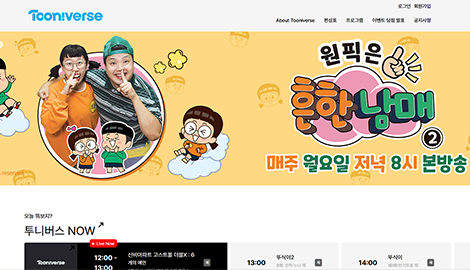 로그인 회원가입
Tooniverse
About Tooniverse 편성표 프로그램 이벤트 당첨 발표 공지사항
원픽은
흔한남매
2
매주 월요일 저녁 8시 본방송
오늘 뭐보지?
투니버스 NOW
Live Now
Tooniverse
12:00 -
13:00
신비아파트 고스트볼 더블X : 6
개의 예언
13:00
뚜식이2
14:00
뚜식이